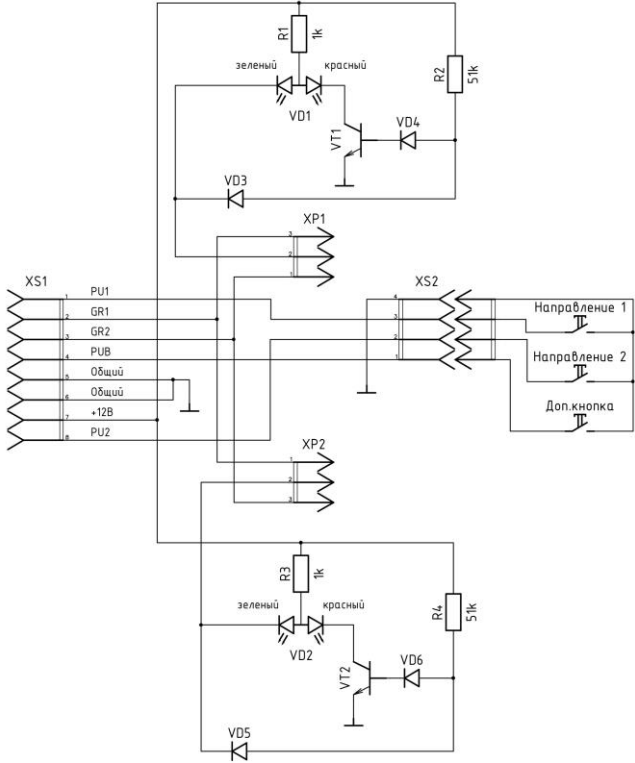 R1
1k
зеленый
красный
R2
51k
VD1
VT1
VD4
VD3
XP1
3
2
1
XS1
XS2
1
PU1
2
GR1
3
GR2
4
PUB
5
Общий
6
Общий
7
+12В
8
PU2
4
3
2
1
Направление 1
Направление 2
Доп.кнопка
XP2
1
2
3
R3
1k
зеленый
красный
R4
51k
VD2
VT2
VD6
VD5